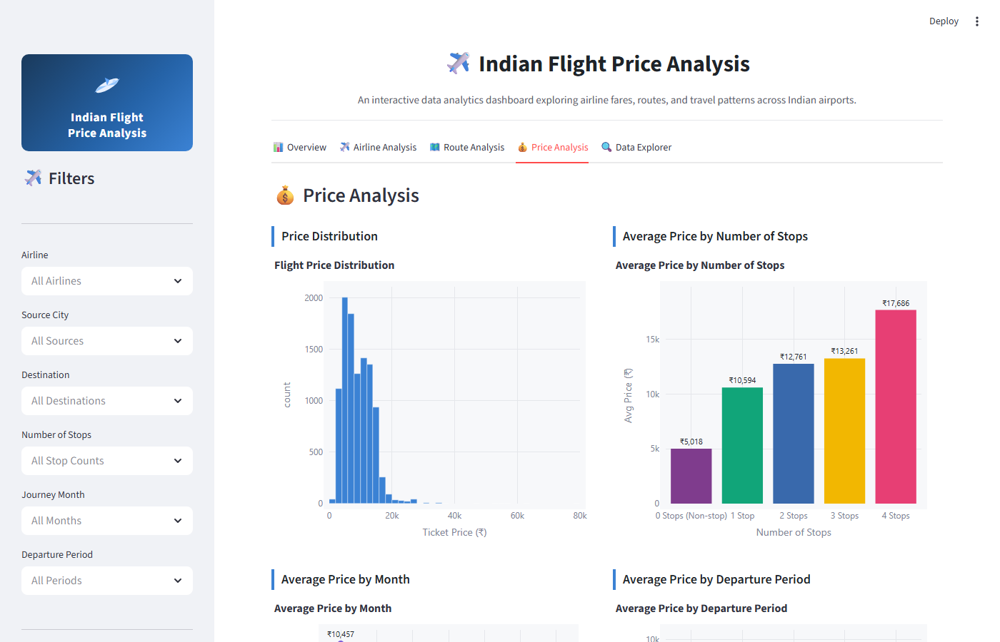 Deploy
Indian Flight
Price Analysis
Filters
Airline
All Airlines
Source City
All Sources
Destination
All Destinations
Number of Stops
All Stop Counts
Journey Month
All Months
Departure Period
All Periods
Indian Flight Price Analysis
An interactive data analytics dashboard exploring airline fares, routes, and travel patterns across Indian airports.
Overview Airline Analysis Route Analysis Price Analysis Data Explorer
Price Analysis
Price Distribution
Flight Price Distribution
2000
1500
1000
500
0
count
0 20k 40k 60k 80k
Ticket Price (₹)
Average Price by Number of Stops
Average Price by Number of Stops
15k
10k
5k
0
Avg Price (₹)
₹5,018
₹10,594
₹12,761
₹13,261
₹17,686
0 Stops (Non-stop) 1 Stop 2 Stops 3 Stops 4 Stops
Number of Stops
Average Price by Month
Average Price by Month
₹10,457
Average Price by Departure Period
Average Price by Departure Period
10k